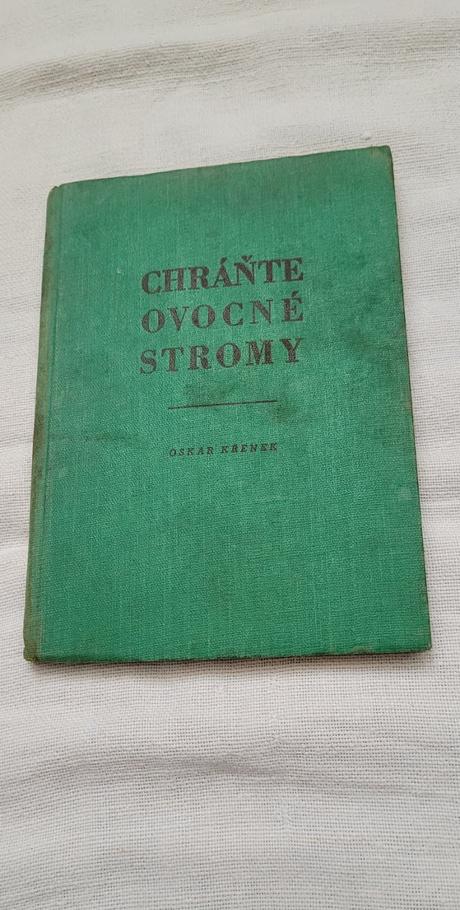 CHRÁŇTE
OVOCNÉ
STROMY
OSKAR KŘENEK